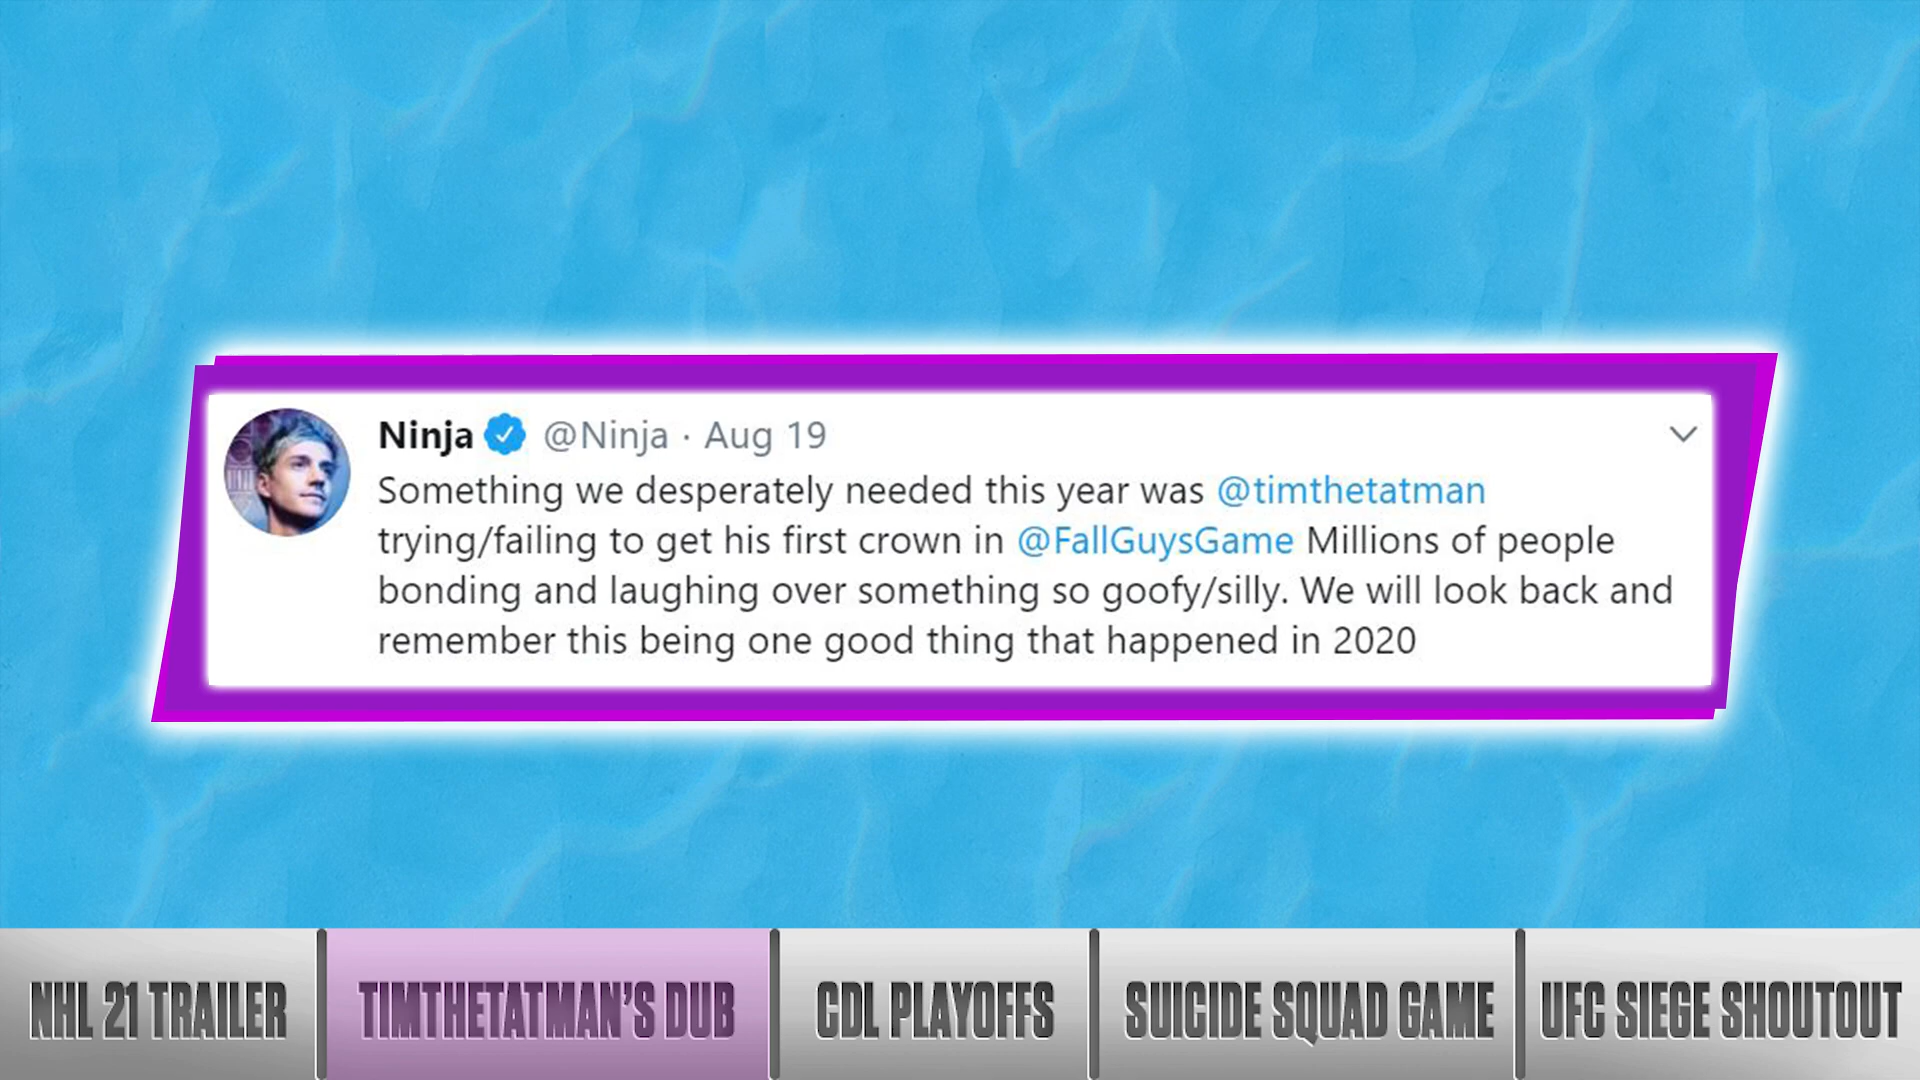 Ninja @Ninja · Aug 19
Something we desperately needed this year was @timthetatman
trying/failing to get his first crown in @FallGuysGame Millions of people
bonding and laughing over something so goofy/silly. We will look back and
remember this being one good thing that happened in 2020
NHL 21 TRAILER
TIMTHETATMAN'S DUB
CDL PLAYOFFS
SUICIDE SQUAD GAME
UFC SIEGE SHOUTOUT